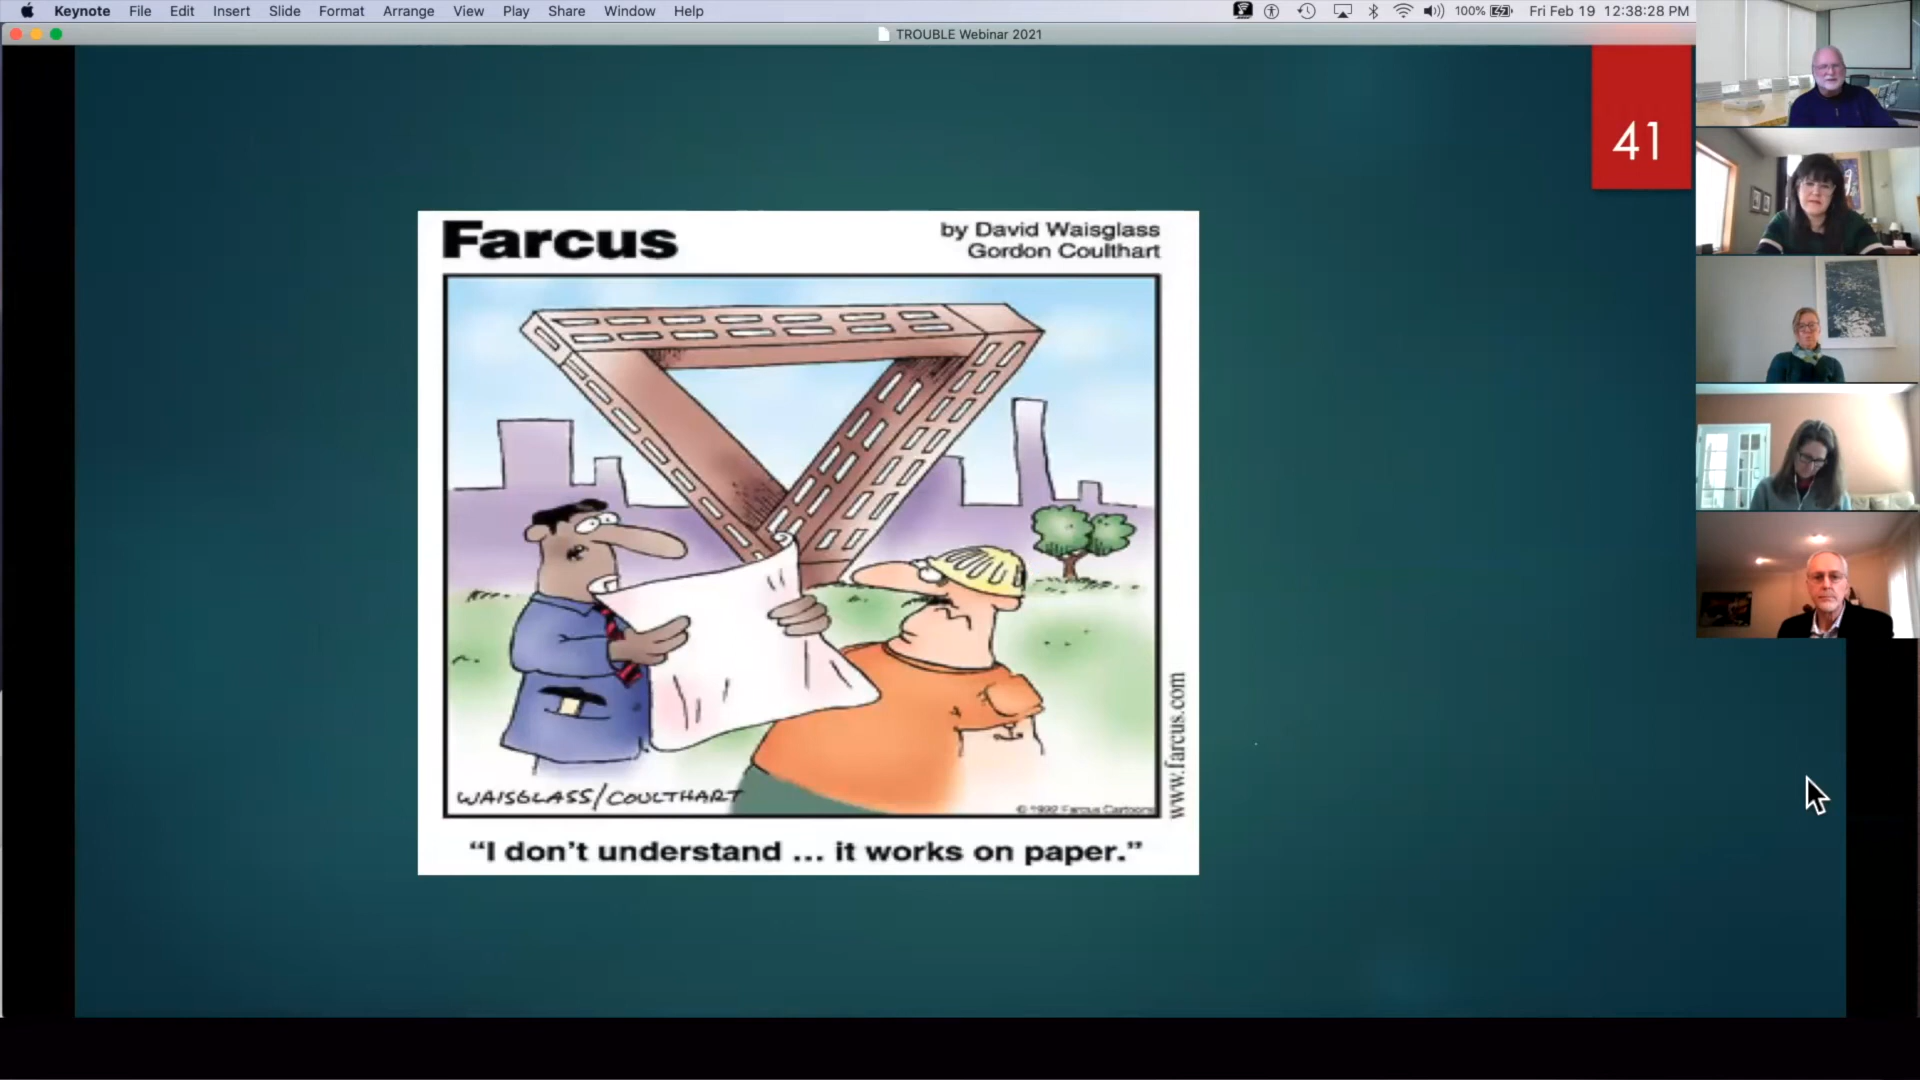 Keynote File Edit Insert Slide Format Arrange View Play Share Window Help 100% Fri Feb 19 12:38:28 PM
TROUBLE Webinar 2021
41
Farcus
by David Waisglass
Gordon Coulthart
www.farcus.com
WAISGLASS/COULTHART
© 1992 Farcus Cartoons
“I don’t understand ... it works on paper.”